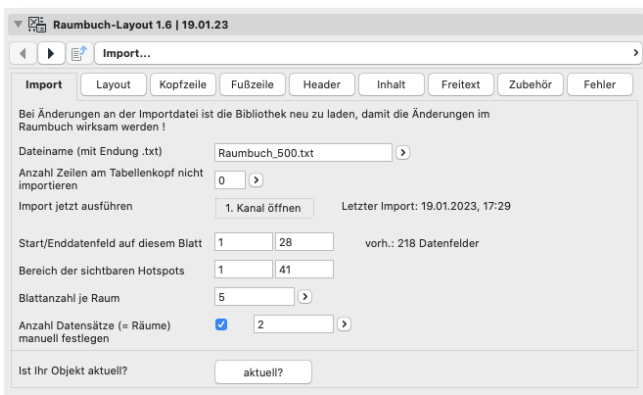 Raumbuch-Layout 1.6 | 19.01.23
Import...
Import Layout Kopfzeile Fußzeile Header Inhalt Freitext Zubehör Fehler
Bei Änderungen an der Importdatei ist die Bibliothek neu zu laden, damit die Änderungen im
Raumbuch wirksam werden !
Dateiname (mit Endung .txt) Raumbuch_500.txt
Anzahl Zeilen am Tabellenkopf nicht
importieren 0
Import jetzt ausführen 1. Kanal öffnen Letzter Import: 19.01.2023, 17:29
Start/Enddatenfeld auf diesem Blatt 1 28 vorh.: 218 Datenfelder
Bereich der sichtbaren Hotspots 1 41
Blattanzahl je Raum 5
Anzahl Datensätze (= Räume) 2
manuell festlegen
Ist Ihr Objekt aktuell? aktuell?